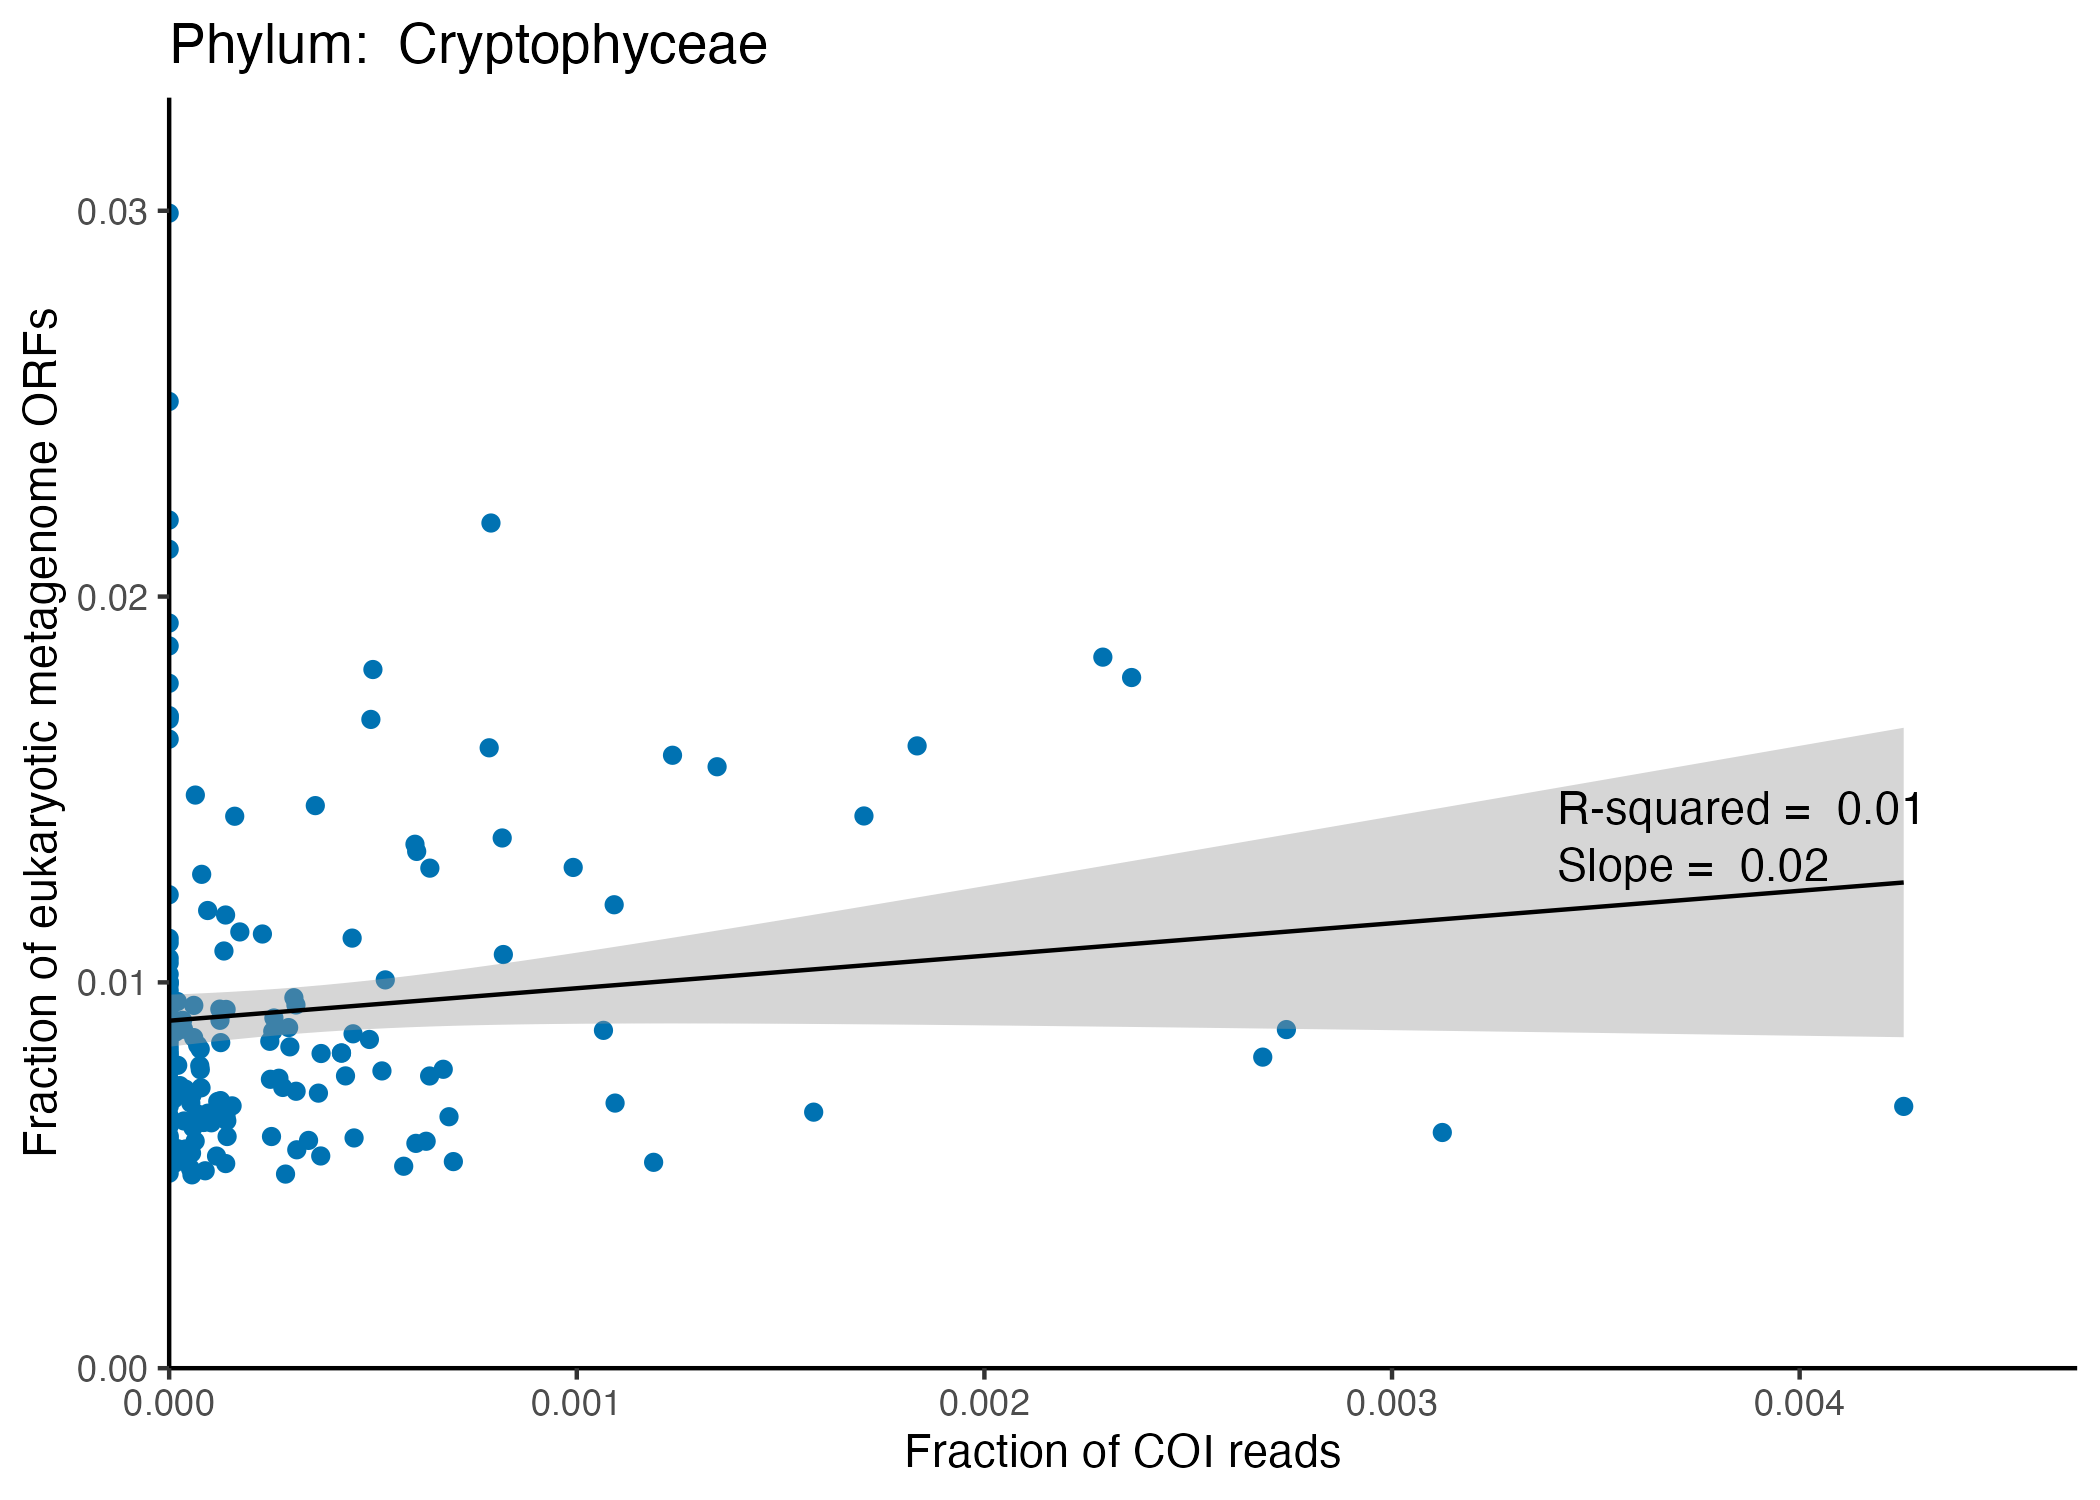 Phylum:  Cryptophyceae
Fraction of eukaryotic metagenome ORFs
0.03
0.02
0.01
0.00
R-squared =  0.01
Slope =  0.02
0.000
0.001
0.002
0.003
0.004
Fraction of COI reads